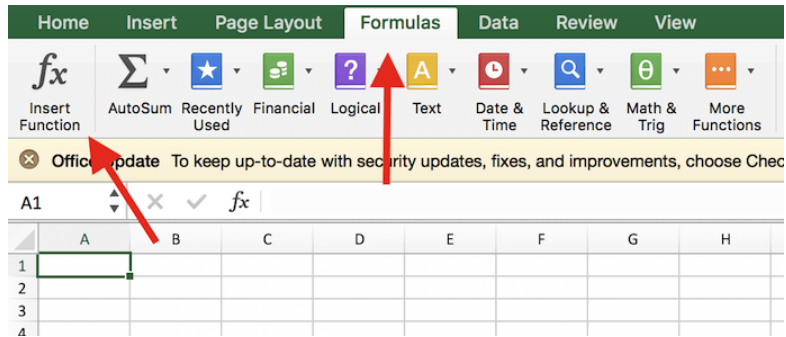 Home Insert Page Layout Formulas Data Review View
fx Σ ? A θ
Insert Function AutoSum Recently Used Financial Logical Text Date & Time Lookup & Reference Math & Trig More Functions
Office Update To keep up-to-date with security updates, fixes, and improvements, choose Chec
A1 fx
A B C D E F G H
1
2
3
4